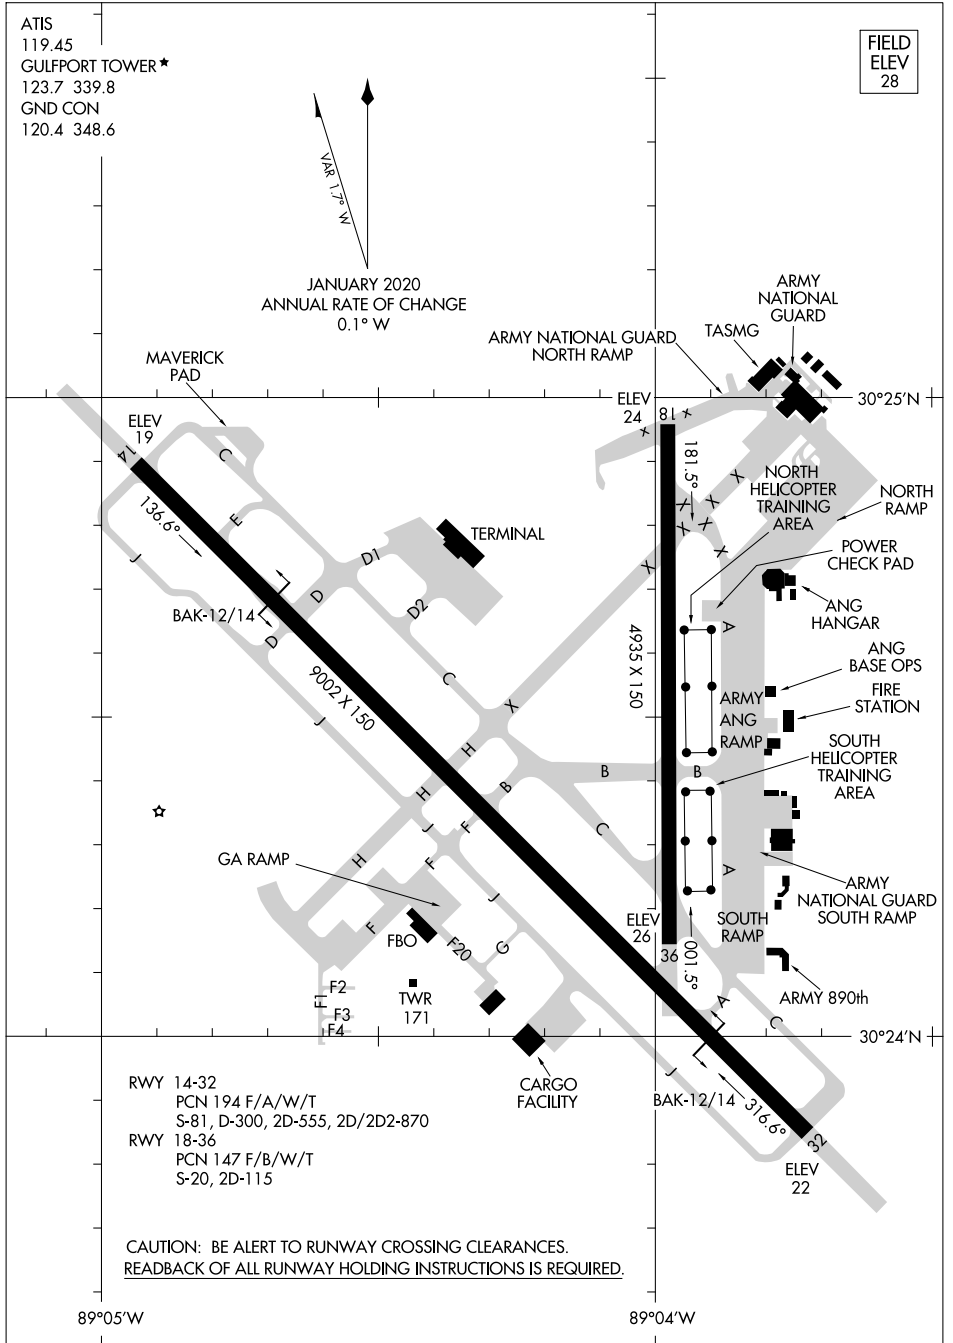 ATIS
119.45
GULFPORT TOWER
123.7 339.8
GND CON
120.4 348.6
FIELD
ELEV
28
VAR 1.7° W
JANUARY 2020
ANNUAL RATE OF CHANGE
0.1° W
ARMY
NATIONAL
GUARD
TASMG
ARMY NATIONAL GUARD
NORTH RAMP
MAVERICK
PAD
ELEV
19
14
136.6°
C
E
J
D1
TERMINAL
D
D2
BAK-12/14
D
9002 X 150
J
C
X
H
H
B
F
J
F
H
B
C
ELEV
24
18
X
X
30°25'N
181.5°
X
X
X
X
X
X
X
NORTH
HELICOPTER
TRAINING
AREA
NORTH
RAMP
POWER
CHECK PAD
ANG
HANGAR
A
4935 X 150
ANG
BASE OPS
ARMY
ANG
RAMP
FIRE
STATION
SOUTH
HELICOPTER
TRAINING
AREA
B
A
GA RAMP
J
F
FBO
F20
G
F1
F2
F3
F4
TWR
171
ARMY
NATIONAL GUARD
SOUTH RAMP
SOUTH
RAMP
ELEV
26
36
001.5°
ARMY 890th
A
C
30°24'N
J
CARGO
FACILITY
BAK-12/14
316.6°
32
ELEV
22
RWY 14-32
PCN 194 F/A/W/T
S-81, D-300, 2D-555, 2D/2D2-870
RWY 18-36
PCN 147 F/B/W/T
S-20, 2D-115
CAUTION: BE ALERT TO RUNWAY CROSSING CLEARANCES.
READBACK OF ALL RUNWAY HOLDING INSTRUCTIONS IS REQUIRED.
89°05'W
89°04'W